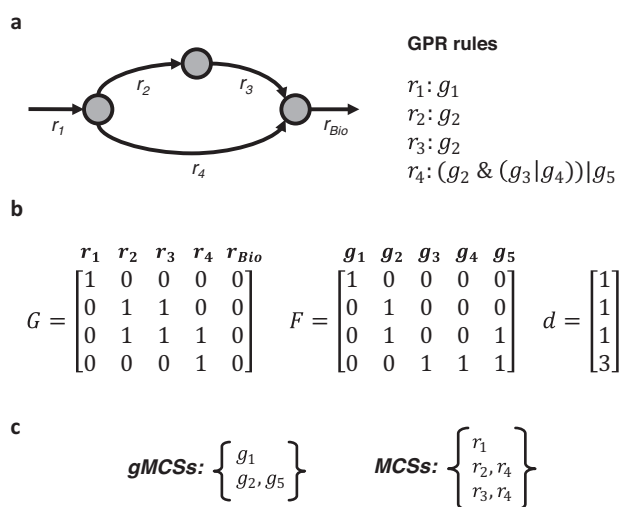 a
r₁
r₂
r₃
r₄
r_Bio
GPR rules
r₁: g₁
r₂: g₂
r₃: g₂
r₄: (g₂ & (g₃|g₄))|g₅
b
r₁ r₂ r₃ r₄ r_Bio
G =
1 0 0 0 0
0 1 1 0 0
0 1 1 1 0
0 0 0 1 0
g₁ g₂ g₃ g₄ g₅
F =
1 0 0 0 0
0 1 0 0 0
0 1 0 0 1
0 0 1 1 1
d =
1
1
1
3
c
gMCSs: { g₁
g₂, g₅ }
MCSs: { r₁
r₂, r₄
r₃, r₄ }